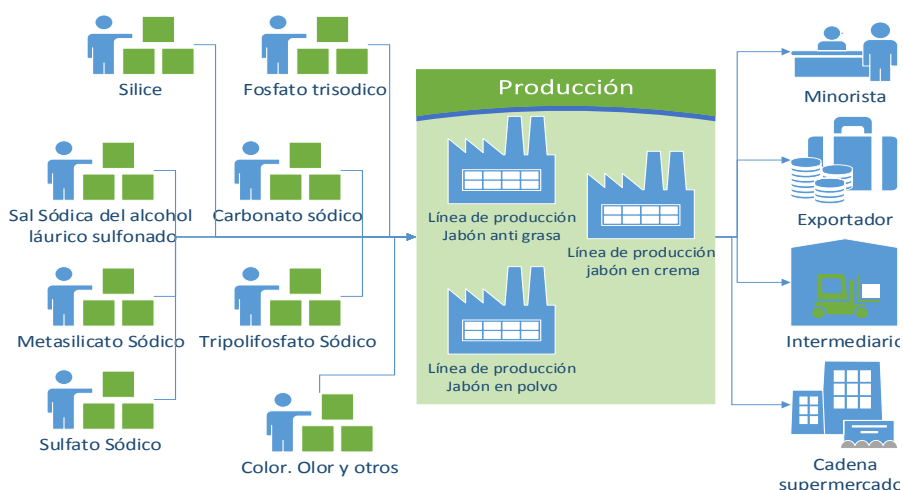 Silice
Fosfato trisodico
Sal Sódica del alcohol
láurico sulfonado
Carbonato sódico
Metasilicato Sódico
Tripolifosfato Sódico
Sulfato Sódico
Color. Olor y otros
Producción
Línea de producción
Jabón anti grasa
Línea de producción
jabón en crema
Línea de producción
Jabón en polvo
Minorista
Exportador
Intermediario
Cadena
supermercado